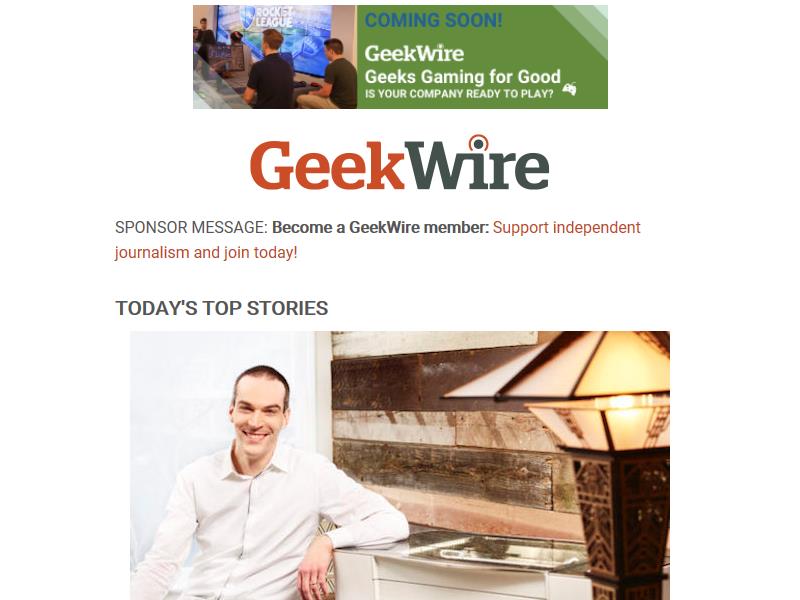 ROCKET
LEAGUE
COMING SOON!
GeekWire
Geeks Gaming for Good
IS YOUR COMPANY READY TO PLAY?
GeekWire
SPONSOR MESSAGE: Become a GeekWire member: Support independent
journalism and join today!
TODAY'S TOP STORIES